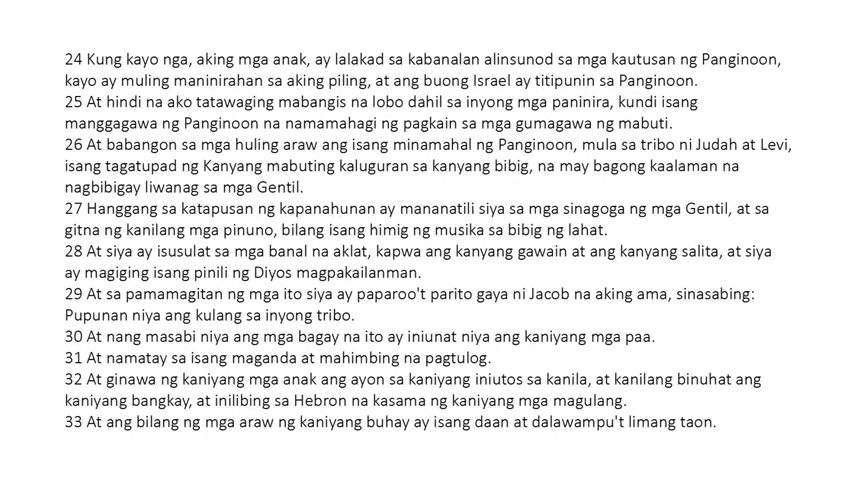 24 Kung kayo nga, aking mga anak, ay lalakad sa kabanalan alinsunod sa mga kautusan ng Panginoon,
kayo ay muling maninirahan sa aking piling, at ang buong Israel ay titipunin sa Panginoon.
25 At hindi na ako tatawaging mabangis na lobo dahil sa inyong mga paninira, kundi isang
manggagawa ng Panginoon na namamahagi ng pagkain sa mga gumagawa ng mabuti.
26 At babangon sa mga huling araw ang isang minamahal ng Panginoon, mula sa tribo ni Judah at Levi,
isang tagatupad ng Kanyang mabuting kaluguran sa kanyang bibig, na may bagong kaalaman na
nagbibigay liwanag sa mga Gentil.
27 Hanggang sa katapusan ng kapanahunan ay mananatili siya sa mga sinagoga ng mga Gentil, at sa
gitna ng kanilang mga pinuno, bilang isang himig ng musika sa bibig ng lahat.
28 At siya ay isusulat sa mga banal na aklat, kapwa ang kanyang gawain at ang kanyang salita, at siya
ay magiging isang pinili ng Diyos magpakailanman.
29 At sa pamamagitan ng mga ito siya ay paparoo't parito gaya ni Jacob na aking ama, sinasabing:
Pupunan niya ang kulang sa inyong tribo.
30 At nang masabi niya ang mga bagay na ito ay iniunat niya ang kaniyang mga paa.
31 At namatay sa isang maganda at mahimbing na pagtulog.
32 At ginawa ng kaniyang mga anak ang ayon sa kaniyang iniutos sa kanila, at kanilang binuhat ang
kaniyang bangkay, at inilibing sa Hebron na kasama ng kaniyang mga magulang.
33 At ang bilang ng mga araw ng kaniyang buhay ay isang daan at dalawampu't limang taon.